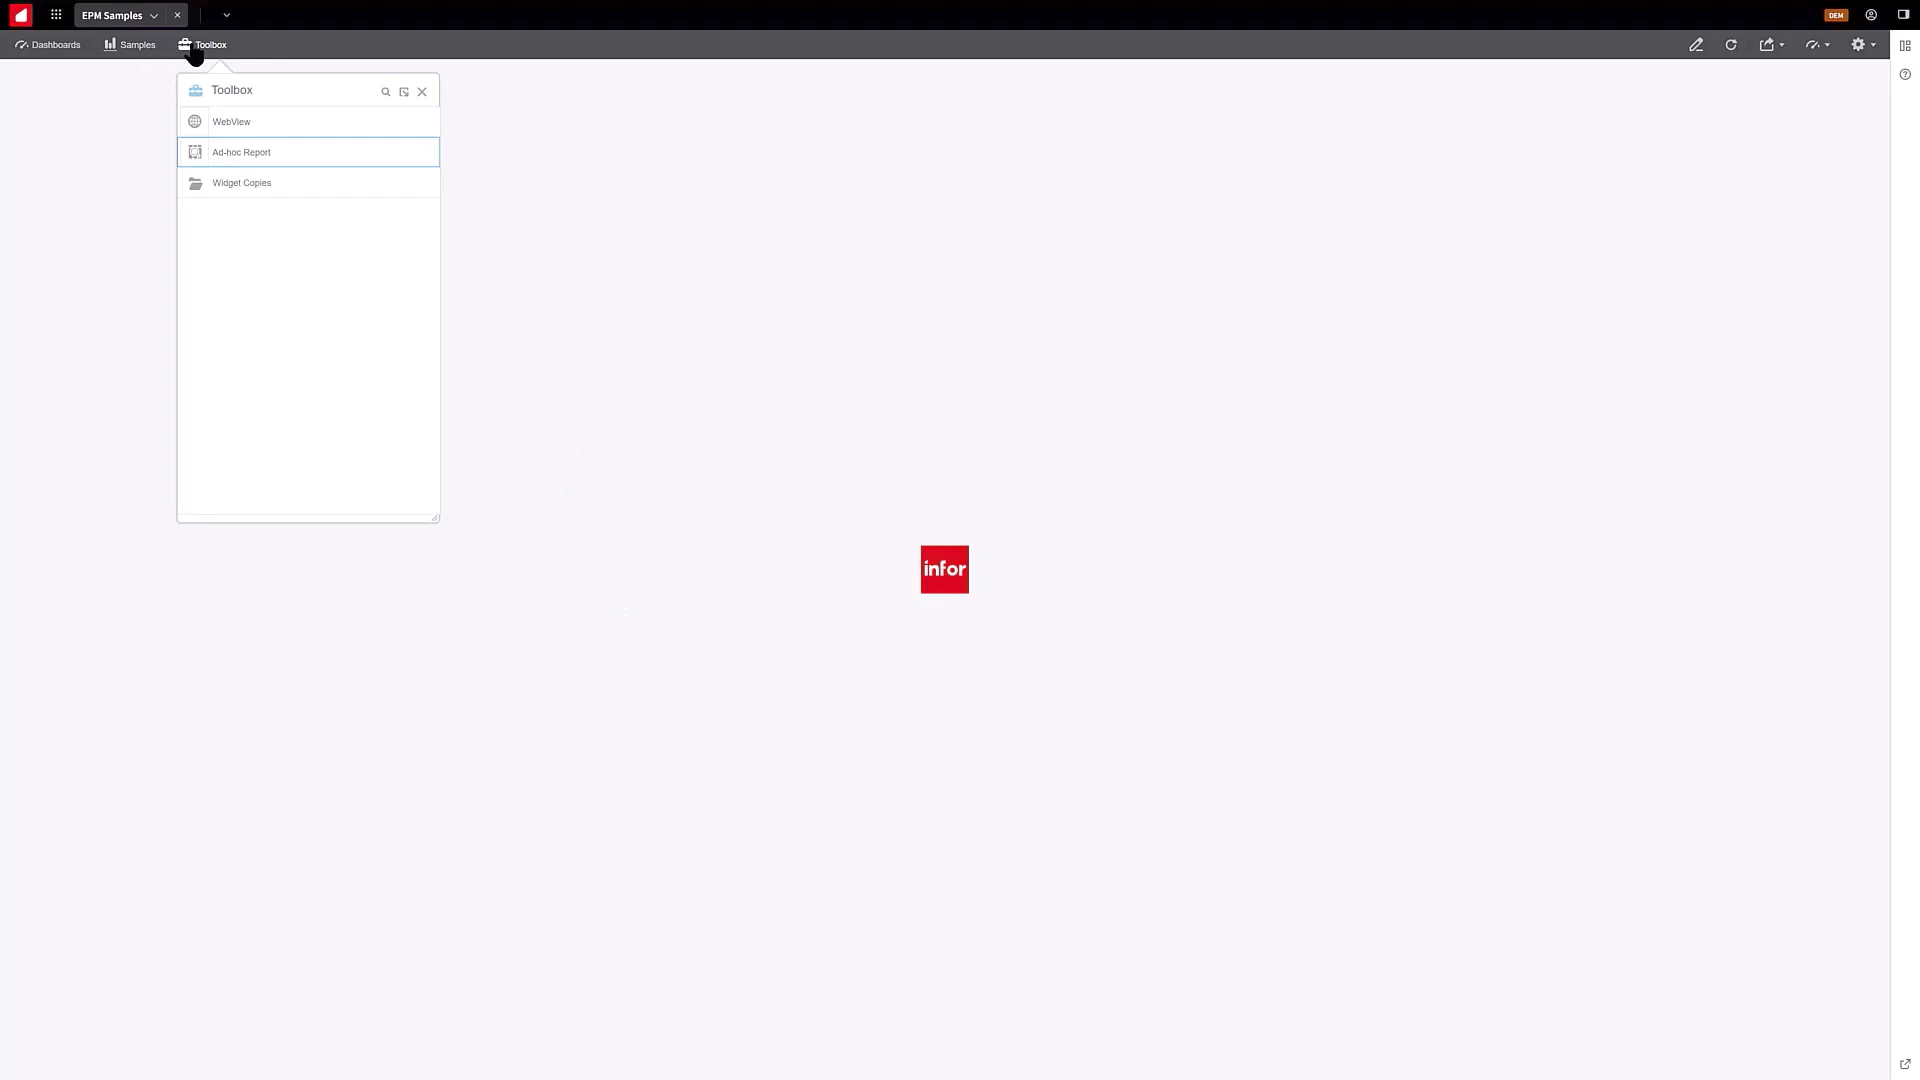 EPM Samples
DEM
Dashboards
Samples
Toolbox
Toolbox
WebView
Ad-hoc Report
Widget Copies
infor